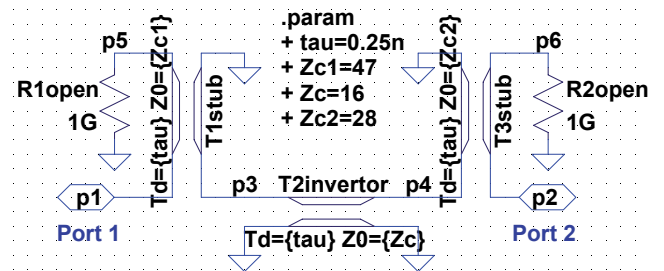 .param
+ tau=0.25n
+ Zc1=47
+ Zc=16
+ Zc2=28
p5
p6
R1open
1G
Td={tau} Z0={Zc1}
T1stub
Td={tau} Z0={Zc2}
T3stub
R2open
1G
p1
p3
T2invertor
p4
p2
Port 1
Td={tau} Z0={Zc}
Port 2